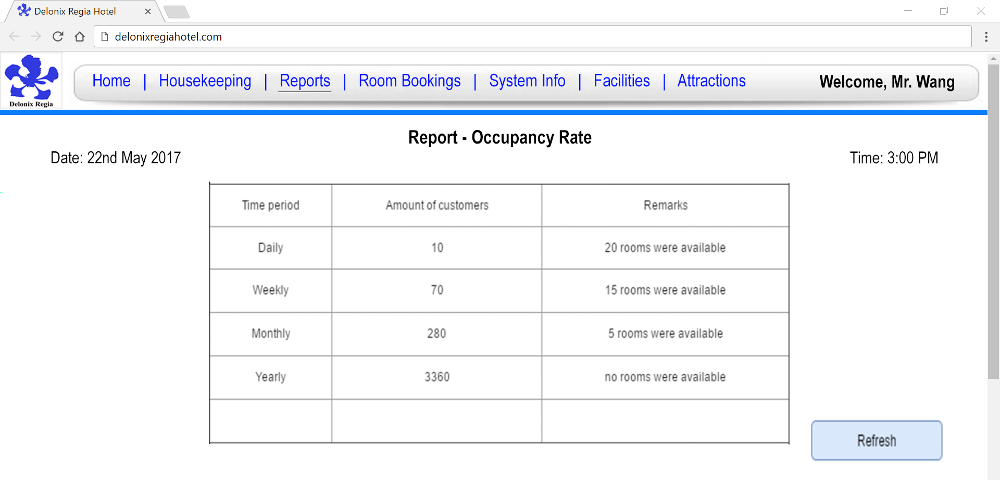 Delonix Regia Hotel
delonixregiahotel.com
Delonix Regia
Home | Housekeeping | Reports | Room Bookings | System Info | Facilities | Attractions Welcome, Mr. Wang
Report - Occupancy Rate
Date: 22nd May 2017 Time: 3:00 PM
Time period Amount of customers Remarks
Daily 10 20 rooms were available
Weekly 70 15 rooms were available
Monthly 280 5 rooms were available
Yearly 3360 no rooms were available
Refresh